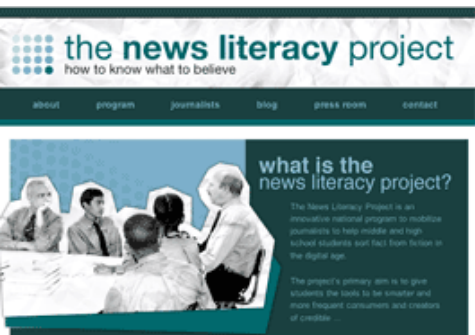 the news literacy project
how to know what to believe
about program journalists blog press room contact
what is the
news literacy project?
The News Literacy Project is an
innovative national program to mobilize
journalists to help middle and high
school students sort fact from fiction in
the digital age.
The project's primary aim is to give
students the tools to be smarter and
more frequent consumers and creators
of credible ...